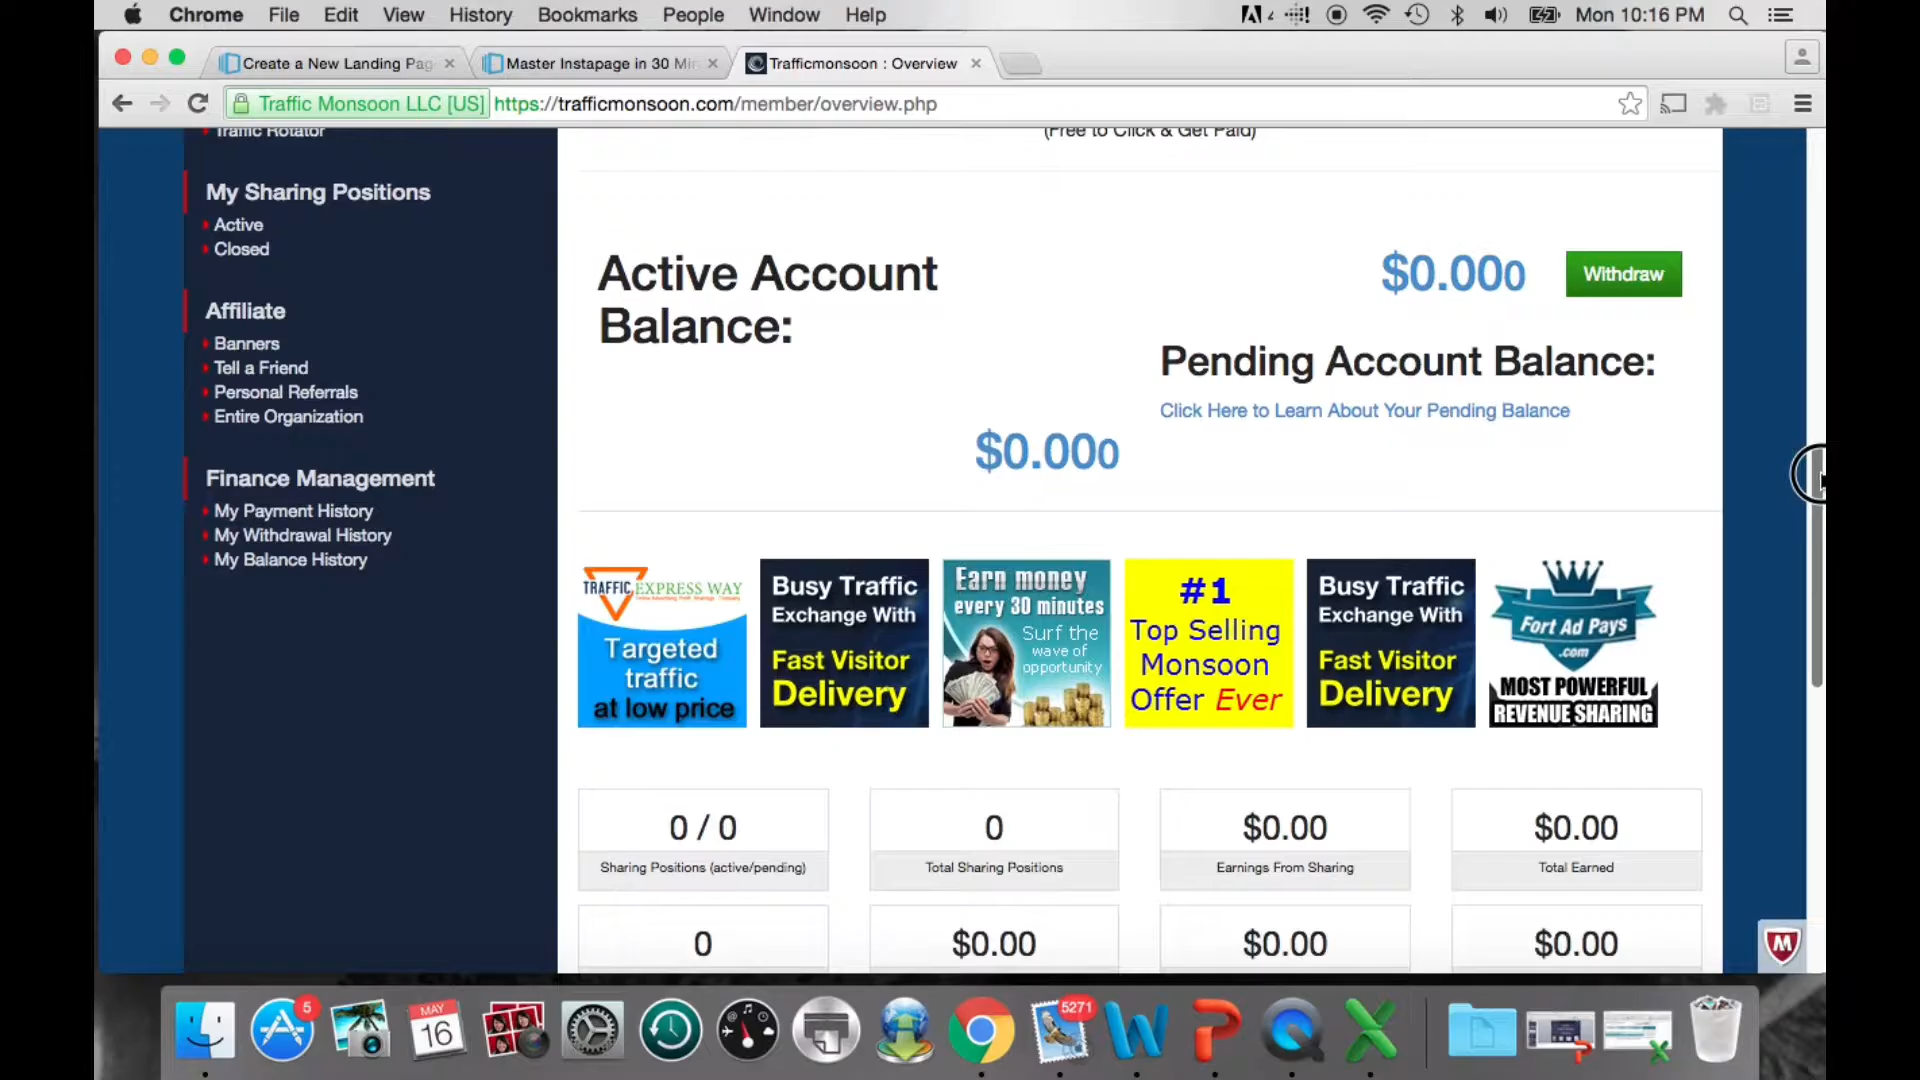 Chrome File Edit View History Bookmarks People Window Help
Mon 10:16 PM
Create a New Landing Pag
Master Instapage in 30 Min
Trafficmonsoon : Overview
Traffic Monsoon LLC [US] https://trafficmonsoon.com/member/overview.php
Traffic Rotator
(Free to Click & Get Paid)
My Sharing Positions
Active
Closed
Affiliate
Banners
Tell a Friend
Personal Referrals
Entire Organization
Finance Management
My Payment History
My Withdrawal History
My Balance History
Active Account
Balance:
$0.000
$0.000
Withdraw
Pending Account Balance:
Click Here to Learn About Your Pending Balance
TRAFFIC EXPRESS WAY
Targeted
traffic
at low price
Busy Traffic
Exchange With
Fast Visitor
Delivery
Earn money
every 30 minutes
Surf the
wave of
opportunity
#1
Top Selling
Monsoon
Offer Ever
Busy Traffic
Exchange With
Fast Visitor
Delivery
Fort Ad Pays
.com
MOST POWERFUL
REVENUE SHARING
0 / 0
Sharing Positions (active/pending)
0
Total Sharing Positions
$0.00
Earnings From Sharing
$0.00
Total Earned
0
$0.00
$0.00
$0.00
M
5
MAY
16
5271